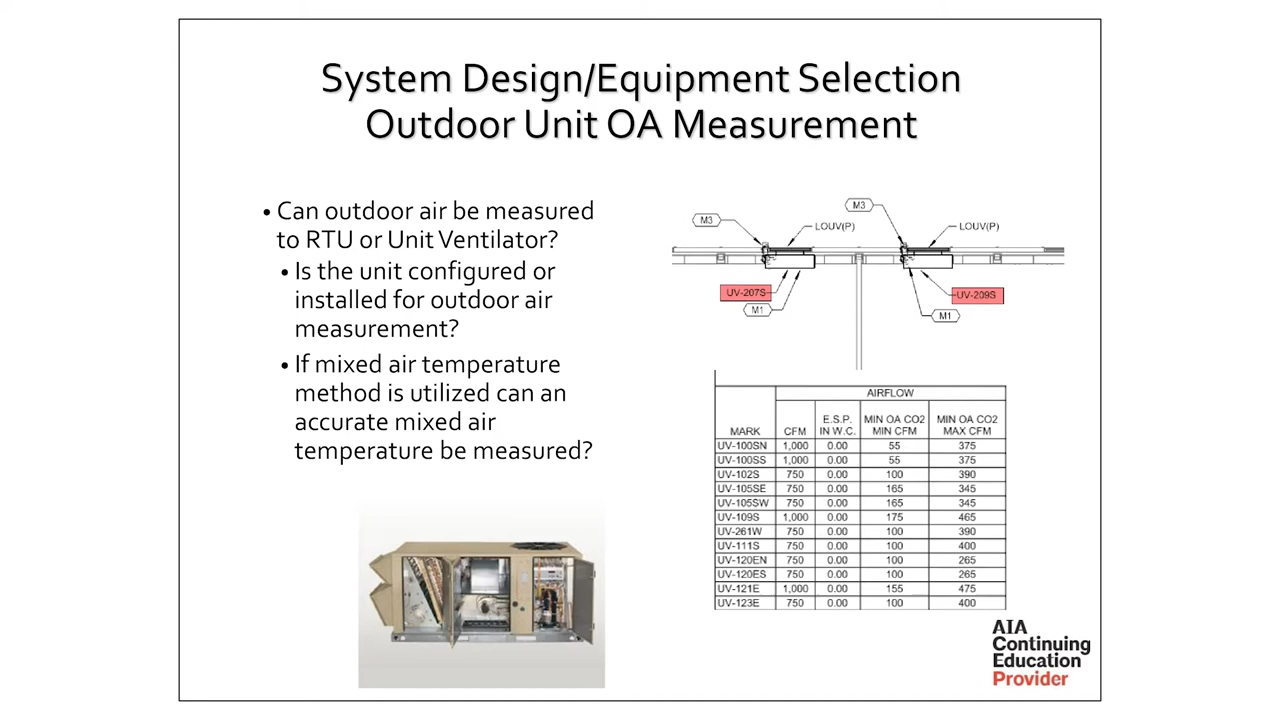 System Design/Equipment Selection
Outdoor Unit OA Measurement
• Can outdoor air be measured
to RTU or Unit Ventilator?
• Is the unit configured or
installed for outdoor air
measurement?
• If mixed air temperature
method is utilized can an
accurate mixed air
temperature be measured?
M3
LOUV(P)
M3
LOUV(P)
UV-207S
M1
UV-209S
M1
AIRFLOW
MARK CFM E.S.P. IN W.C. MIN OA CO2 MIN CFM MIN OA CO2 MAX CFM
UV-100SN 1,000 0.00 55 375
UV-100SS 1,000 0.00 55 375
UV-102S 750 0.00 100 390
UV-105SE 750 0.00 165 345
UV-105SW 750 0.00 165 345
UV-109S 1,000 0.00 175 465
UV-261W 750 0.00 100 390
UV-111S 750 0.00 100 400
UV-120EN 750 0.00 100 265
UV-120ES 750 0.00 100 265
UV-121E 1,000 0.00 155 475
UV-123E 750 0.00 100 400
AIA
Continuing
Education
Provider